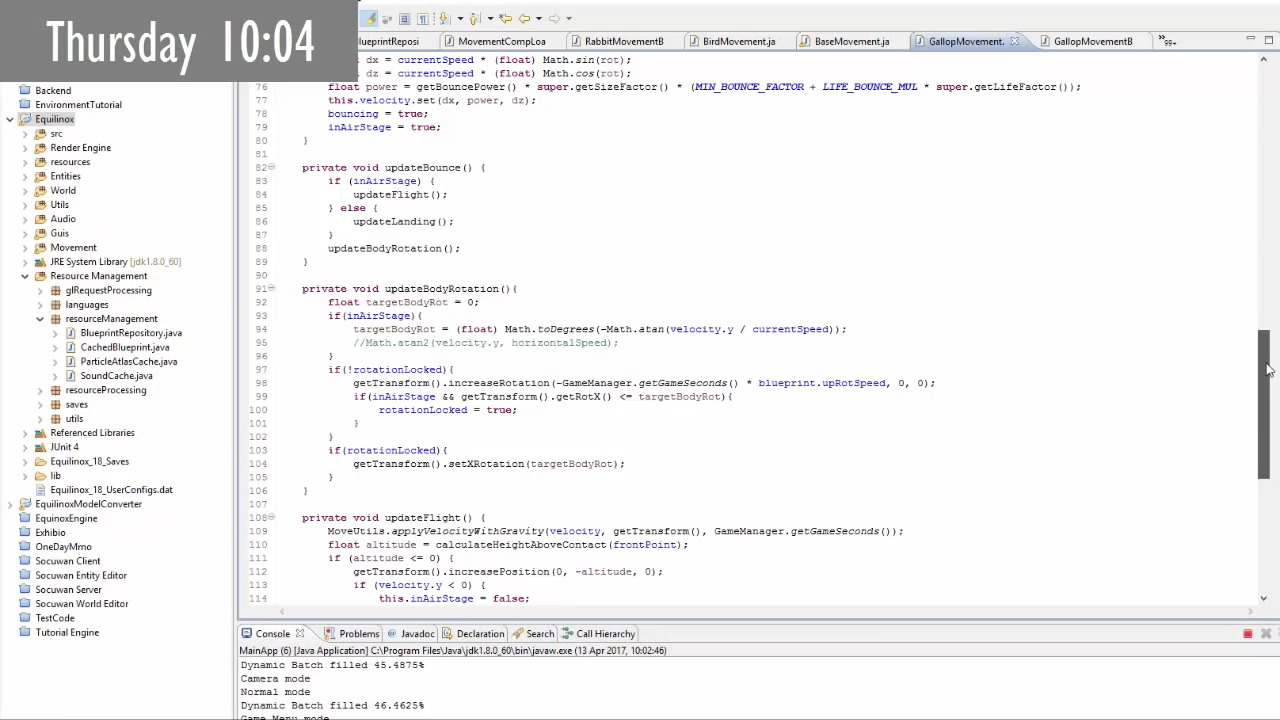 Thursday 10:04
BlueprintReposi
MovementCompLoa
RabbitMovementB
BirdMovement.ja
BaseMovement.ja
GallopMovement.
GallopMovementB
»99+
Backend
EnvironmentTutorial
Equilinox
src
Render Engine
resources
Entities
World
Utils
Audio
Guis
Movement
JRE System Library [jdk1.8.0_60]
Resource Management
glRequestProcessing
languages
resourceManagement
BlueprintRepository.java
CachedBlueprint.java
ParticleAtlasCache.java
SoundCache.java
resourceProcessing
saves
utils
Referenced Libraries
JUnit 4
Equilinox_18_Saves
lib
Equilinox_18_UserConfigs.dat
EquilinoxModelConverter
EquinoxEngine
Exhibio
OneDayMmo
Socuwan Client
Socuwan Entity Editor
Socuwan Server
Socuwan World Editor
TestCode
Tutorial Engine
dx = currentSpeed * (float) Math.sin(rot);
dz = currentSpeed * (float) Math.cos(rot);
76 float power = getBouncePower() * super.getSizeFactor() * (MIN_BOUNCE_FACTOR + LIFE_BOUNCE_MUL * super.getLifeFactor());
77 this.velocity.set(dx, power, dz);
78 bouncing = true;
79 inAirStage = true;
80 }
81
82 private void updateBounce() {
83 if (inAirStage) {
84 updateFlight();
85 } else {
86 updateLanding();
87 }
88 updateBodyRotation();
89 }
90
91 private void updateBodyRotation(){
92 float targetBodyRot = 0;
93 if(inAirStage){
94 targetBodyRot = (float) Math.toDegrees(-Math.atan(velocity.y / currentSpeed));
95 //Math.atan2(velocity.y, horizontalSpeed);
96 }
97 if(!rotationLocked){
98 getTransform().increaseRotation(-GameManager.getGameSeconds() * blueprint.upRotSpeed, 0, 0);
99 if(inAirStage && getTransform().getRotX() <= targetBodyRot){
100 rotationLocked = true;
101 }
102 }
103 if(rotationLocked){
104 getTransform().setXRotation(targetBodyRot);
105 }
106 }
107
108 private void updateFlight() {
109 MoveUtils.applyVelocityWithGravity(velocity, getTransform(), GameManager.getGameSeconds());
110 float altitude = calculateHeightAboveContact(frontPoint);
111 if (altitude <= 0) {
112 getTransform().increasePosition(0, -altitude, 0);
113 if (velocity.y < 0) {
114 this.inAirStage = false;
Console
Problems
@ Javadoc
Declaration
Search
Call Hierarchy
MainApp (6) [Java Application] C:\Program Files\Java\jdk1.8.0_60\bin\javaw.exe (13 Apr 2017, 10:02:46)
Dynamic Batch filled 45.4875%
Camera mode
Normal mode
Dynamic Batch filled 46.4625%
Game Menu mode